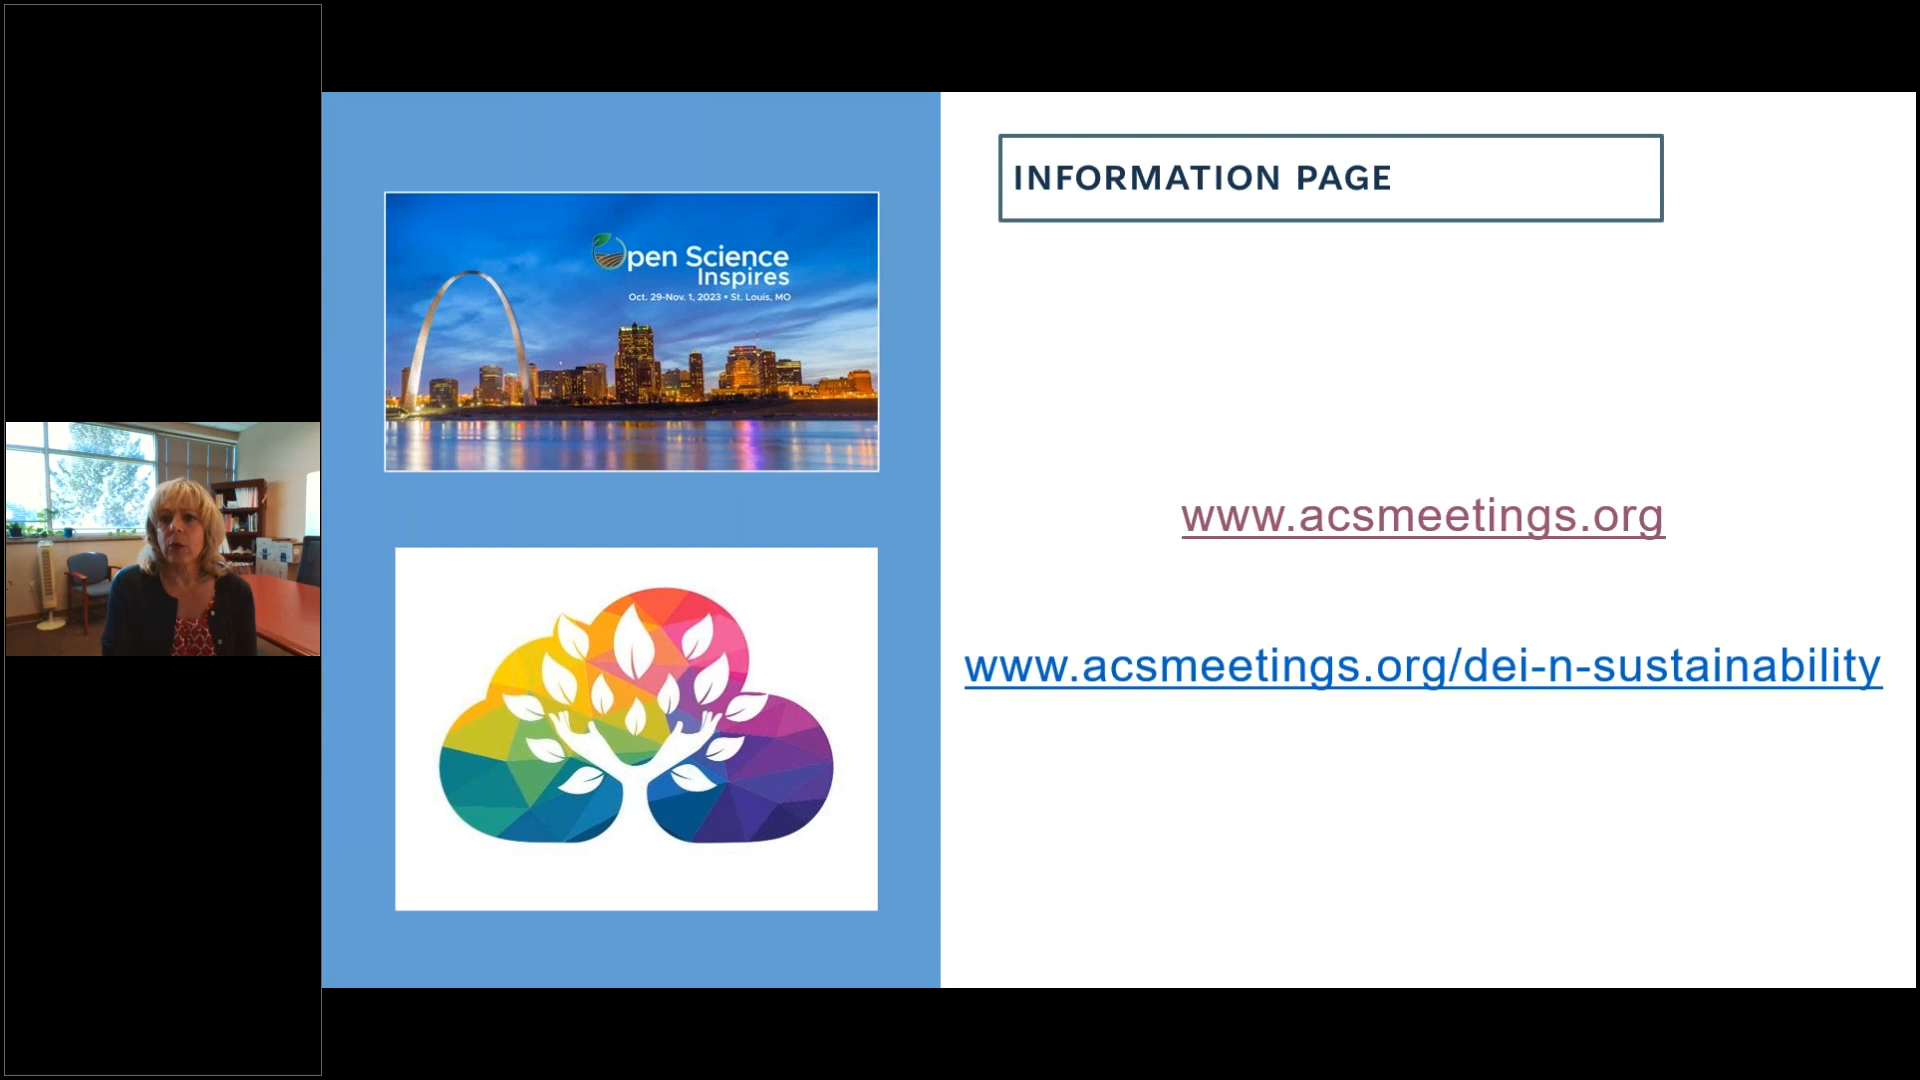 Open Science
Inspires
Oct. 29-Nov. 1, 2023 • St. Louis, MO
INFORMATION PAGE
www.acsmeetings.org
www.acsmeetings.org/dei-n-sustainability